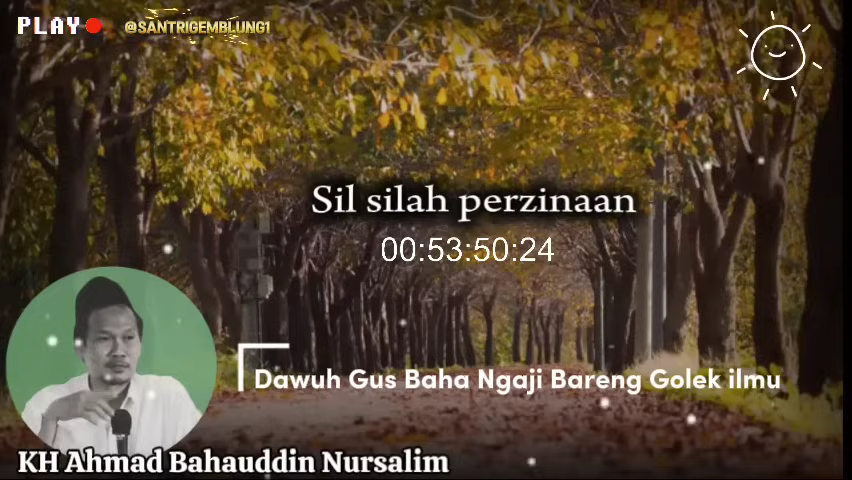 PLAY
@SANTRIGEMBLUNG1
Sil silah perzinaan
00:53:50:24
Dawuh Gus Baha Ngaji Bareng Golek ilmu
KH Ahmad Bahauddin Nursalim